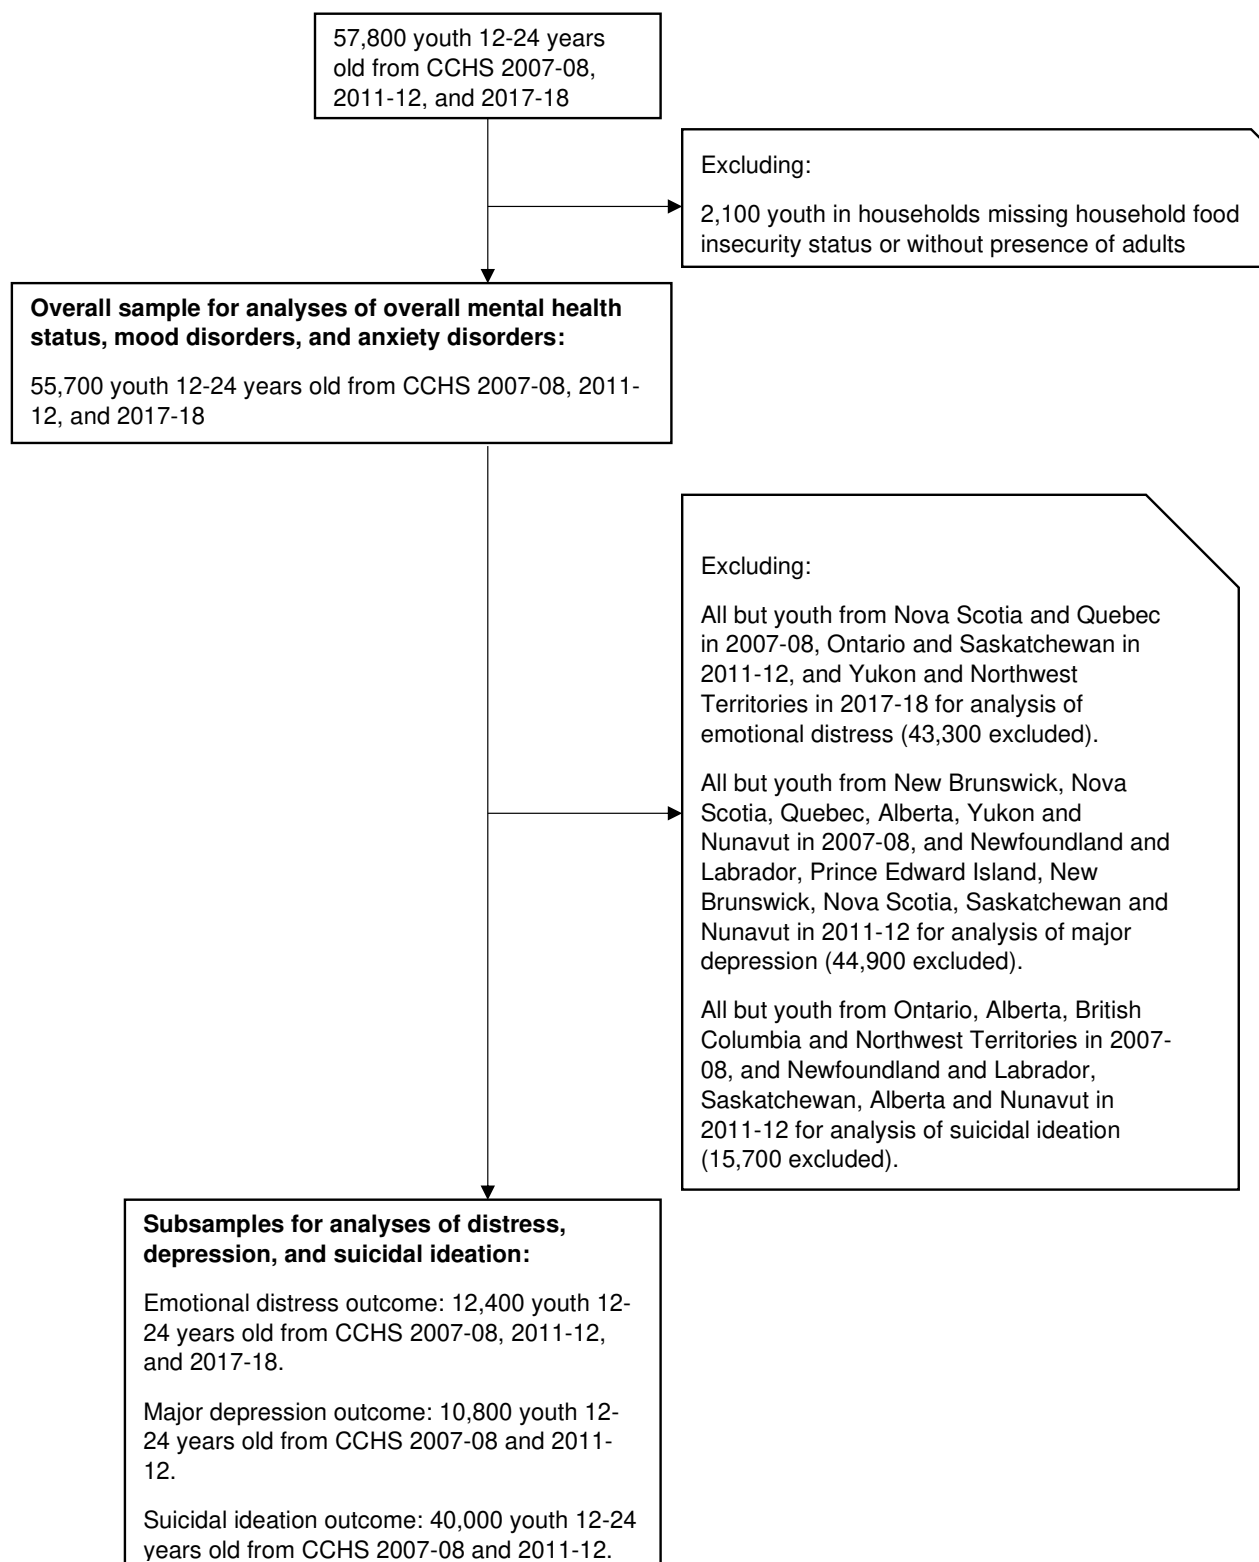 57,800 youth 12-24 years
old from CCHS 2007-08,
2011-12, and 2017-18
Excluding:
2,100 youth in households missing household food
insecurity status or without presence of adults
Overall sample for analyses of overall mental health
status, mood disorders, and anxiety disorders:
55,700 youth 12-24 years old from CCHS 2007-08, 2011-
12, and 2017-18
Excluding:
All but youth from Nova Scotia and Quebec
in 2007-08, Ontario and Saskatchewan in
2011-12, and Yukon and Northwest
Territories in 2017-18 for analysis of
emotional distress (43,300 excluded).
All but youth from New Brunswick, Nova
Scotia, Quebec, Alberta, Yukon and
Nunavut in 2007-08, and Newfoundland and
Labrador, Prince Edward Island, New
Brunswick, Nova Scotia, Saskatchewan and
Nunavut in 2011-12 for analysis of major
depression (44,900 excluded).
All but youth from Ontario, Alberta, British
Columbia and Northwest Territories in 2007-
08, and Newfoundland and Labrador,
Saskatchewan, Alberta and Nunavut in
2011-12 for analysis of suicidal ideation
(15,700 excluded).
Subsamples for analyses of distress,
depression, and suicidal ideation:
Emotional distress outcome: 12,400 youth 12-
24 years old from CCHS 2007-08, 2011-12,
and 2017-18.
Major depression outcome: 10,800 youth 12-
24 years old from CCHS 2007-08 and 2011-
12.
Suicidal ideation outcome: 40,000 youth 12-24
years old from CCHS 2007-08 and 2011-12.